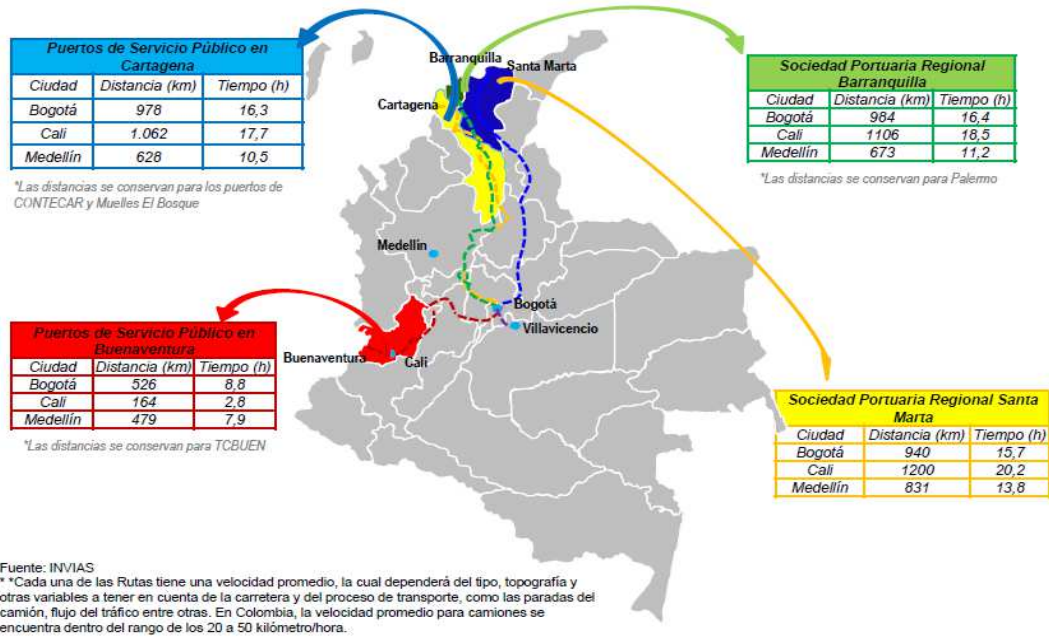 Puertos de Servicio Público en
Cartagena
Ciudad Distancia (km) Tiempo (h)
Bogotá 978 16,3
Cali 1.062 17,7
Medellín 628 10,5
*Las distancias se conservan para los puertos de
CONTECAR y Muelles El Bosque
Barranquilla
Santa Marta
Cartagena
Sociedad Portuaria Regional
Barranquilla
Ciudad Distancia (km) Tiempo (h)
Bogotá 984 16,4
Cali 1106 18,5
Medellín 673 11,2
*Las distancias se conservan para Palermo
Medellín
Bogotá
Villavicencio
Buenaventura
Cali
Puertos de Servicio Público en
Buenaventura
Ciudad Distancia (km) Tiempo (h)
Bogotá 526 8,8
Cali 164 2,8
Medellín 479 7,9
*Las distancias se conservan para TCBUEN
Sociedad Portuaria Regional Santa
Marta
Ciudad Distancia (km) Tiempo (h)
Bogotá 940 15,7
Cali 1200 20,2
Medellín 831 13,8
Fuente: INVIAS
* *Cada una de las Rutas tiene una velocidad promedio, la cual dependerá del tipo, topografía y
otras variables a tener en cuenta de la carretera y del proceso de transporte, como las paradas del
camión, flujo del tráfico entre otras. En Colombia, la velocidad promedio para camiones se
encuentra dentro del rango de los 20 a 50 kilómetro/hora.